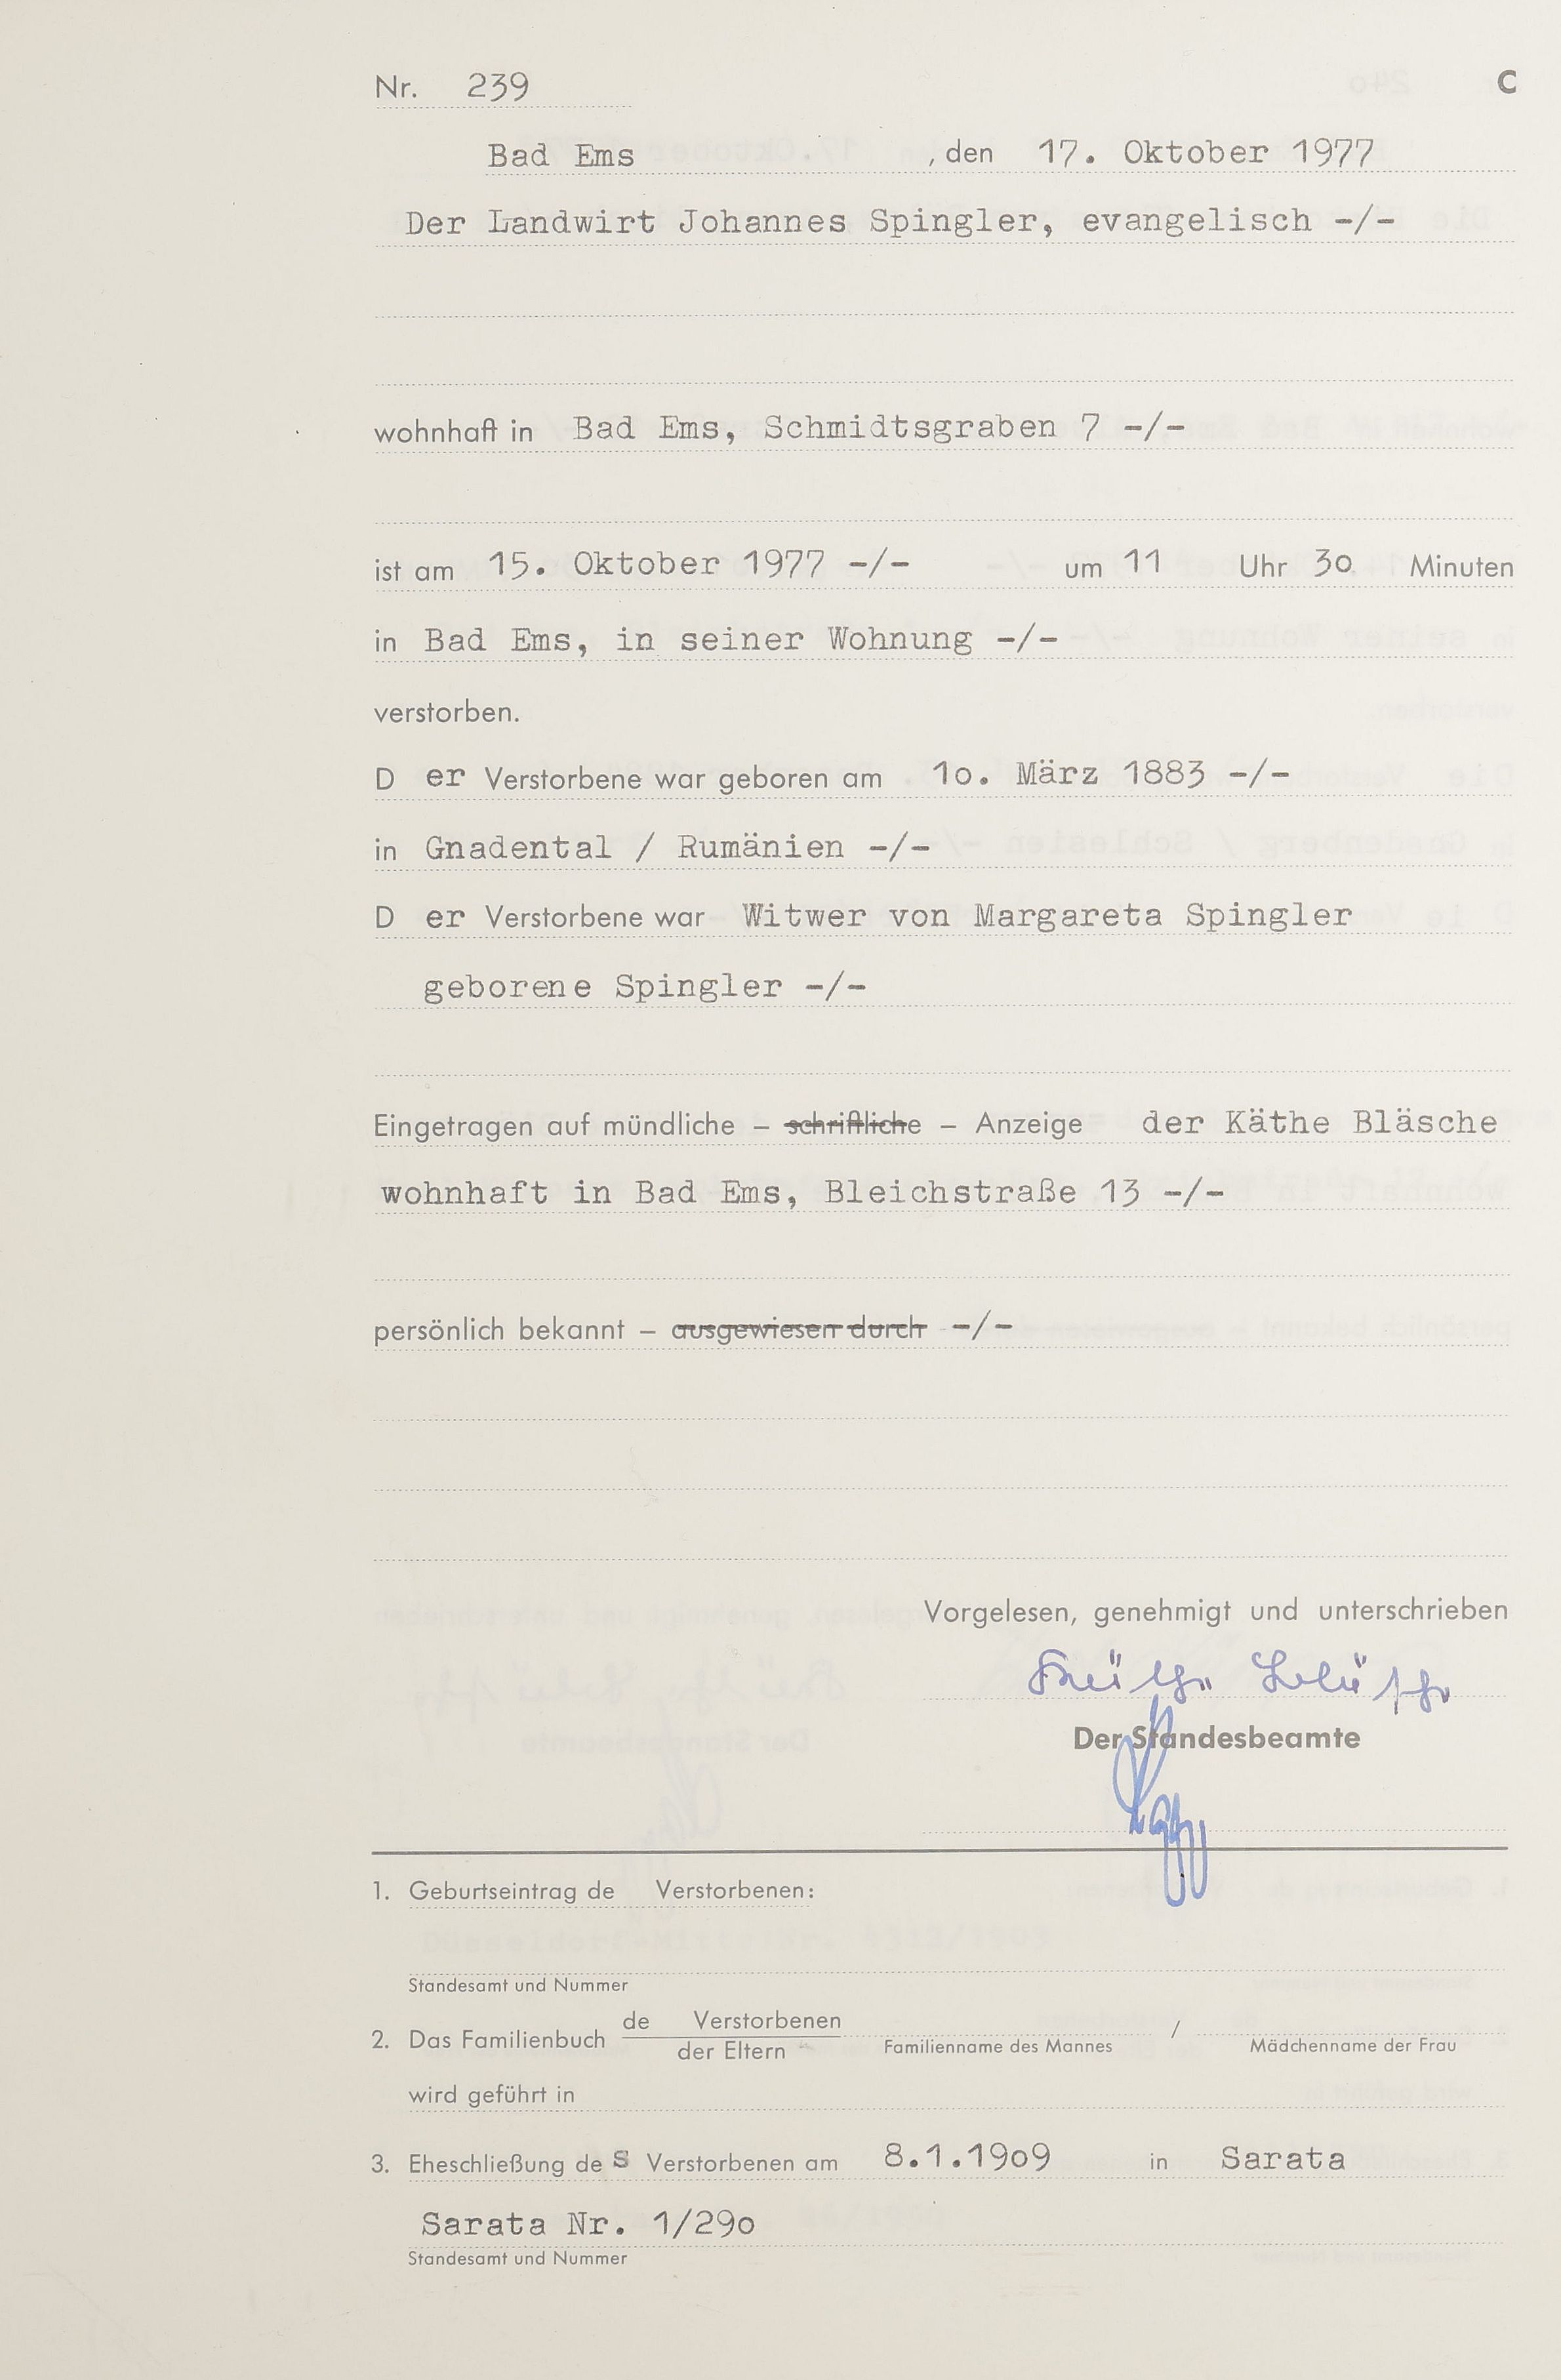 Nr. 239 C
Bad Ems , den 17. Oktober 1977
Der Landwirt Johannes Spingler, evangelisch -/-
wohnhaft in Bad Ems, Schmidtsgraben 7 -/-
ist am 15. Oktober 1977 -/- um 11 Uhr 3o Minuten
in Bad Ems, in seiner Wohnung -/-
verstorben.
D er Verstorbene war geboren am 1o. März 1883 -/-
in Gnadental / Rumänien -/-
D er Verstorbene war Witwer von Margareta Spingler
geborene Spingler -/-
Eingetragen auf mündliche – schriftliche – Anzeige der Käthe Bläsche
wohnhaft in Bad Ems, Bleichstraße 13 -/-
persönlich bekannt – ausgewiesen durch -/-
Vorgelesen, genehmigt und unterschrieben
Käthe Bläsche
Der Standesbeamte
1. Geburtseintrag de Verstorbenen:
Standesamt und Nummer
de Verstorbenen
2. Das Familienbuch der Eltern Familienname des Mannes / Mädchenname der Frau
wird geführt in
3. Eheschließung de s Verstorbenen am 8.1.19o9 in Sarata
Sarata Nr. 1/29o
Standesamt und Nummer